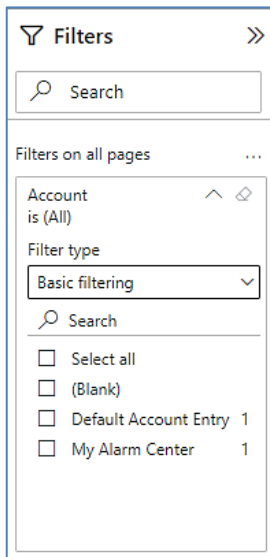 Filters
Search
Filters on all pages ...
Account
is (All)
Filter type
Basic filtering
Search
Select all
(Blank)
Default Account Entry 1
My Alarm Center 1